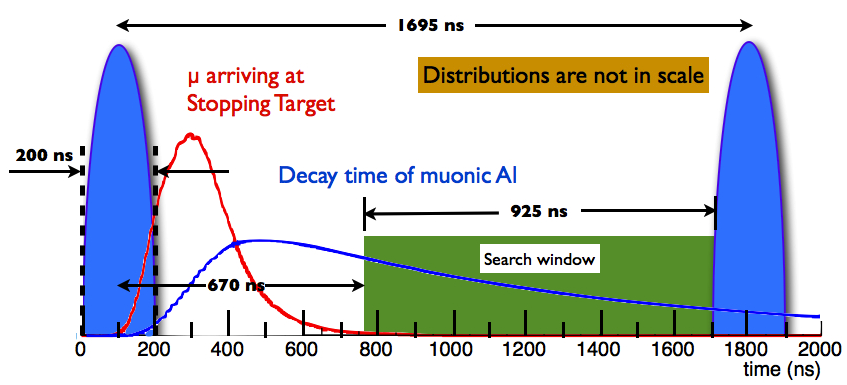 1695 ns
µ arriving at
Stopping Target
Distributions are not in scale
200 ns
Decay time of muonic Al
925 ns
Search window
670 ns
0 200 400 600 800 1000 1200 1400 1600 1800 2000
time (ns)